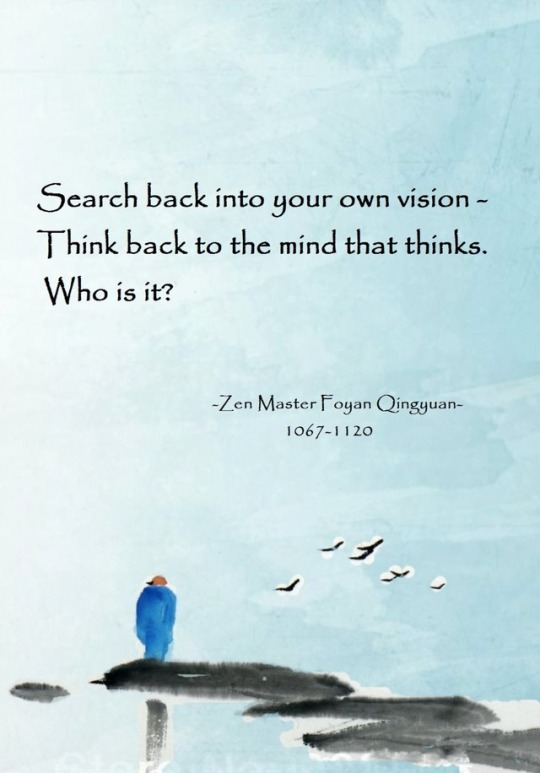 Search back into your own vision -
Think back to the mind that thinks.
Who is it?
-Zen Master Foyan Qingyuan-
1067-1120